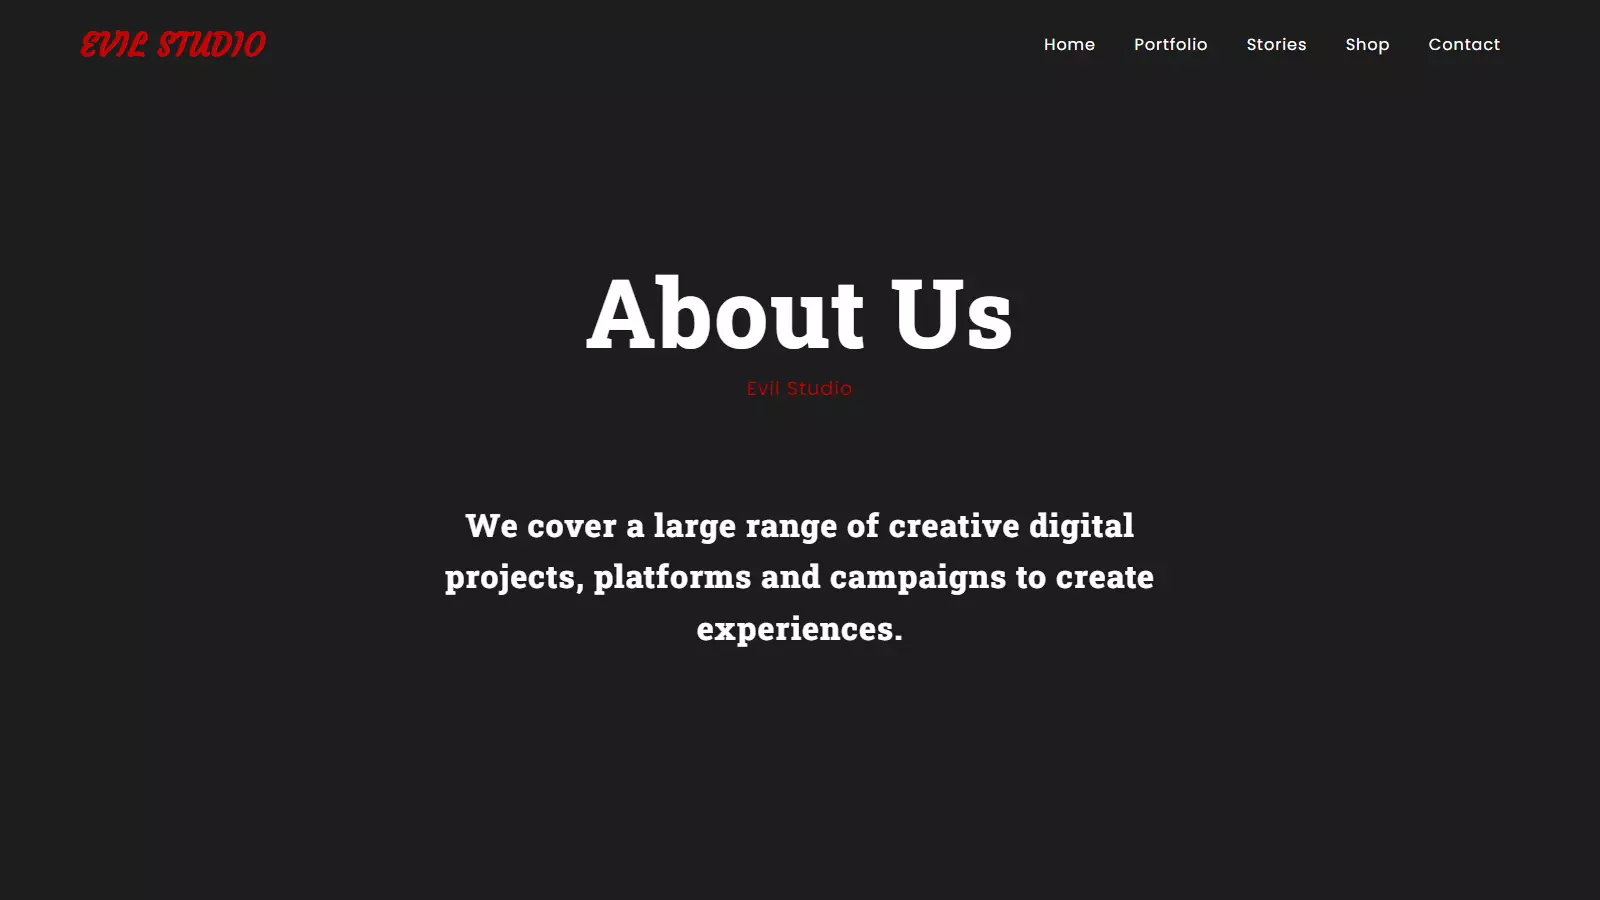 EVIL STUDIO
Home Portfolio Stories Shop Contact
About Us
Evil Studio
We cover a large range of creative digital
projects, platforms and campaigns to create
experiences.